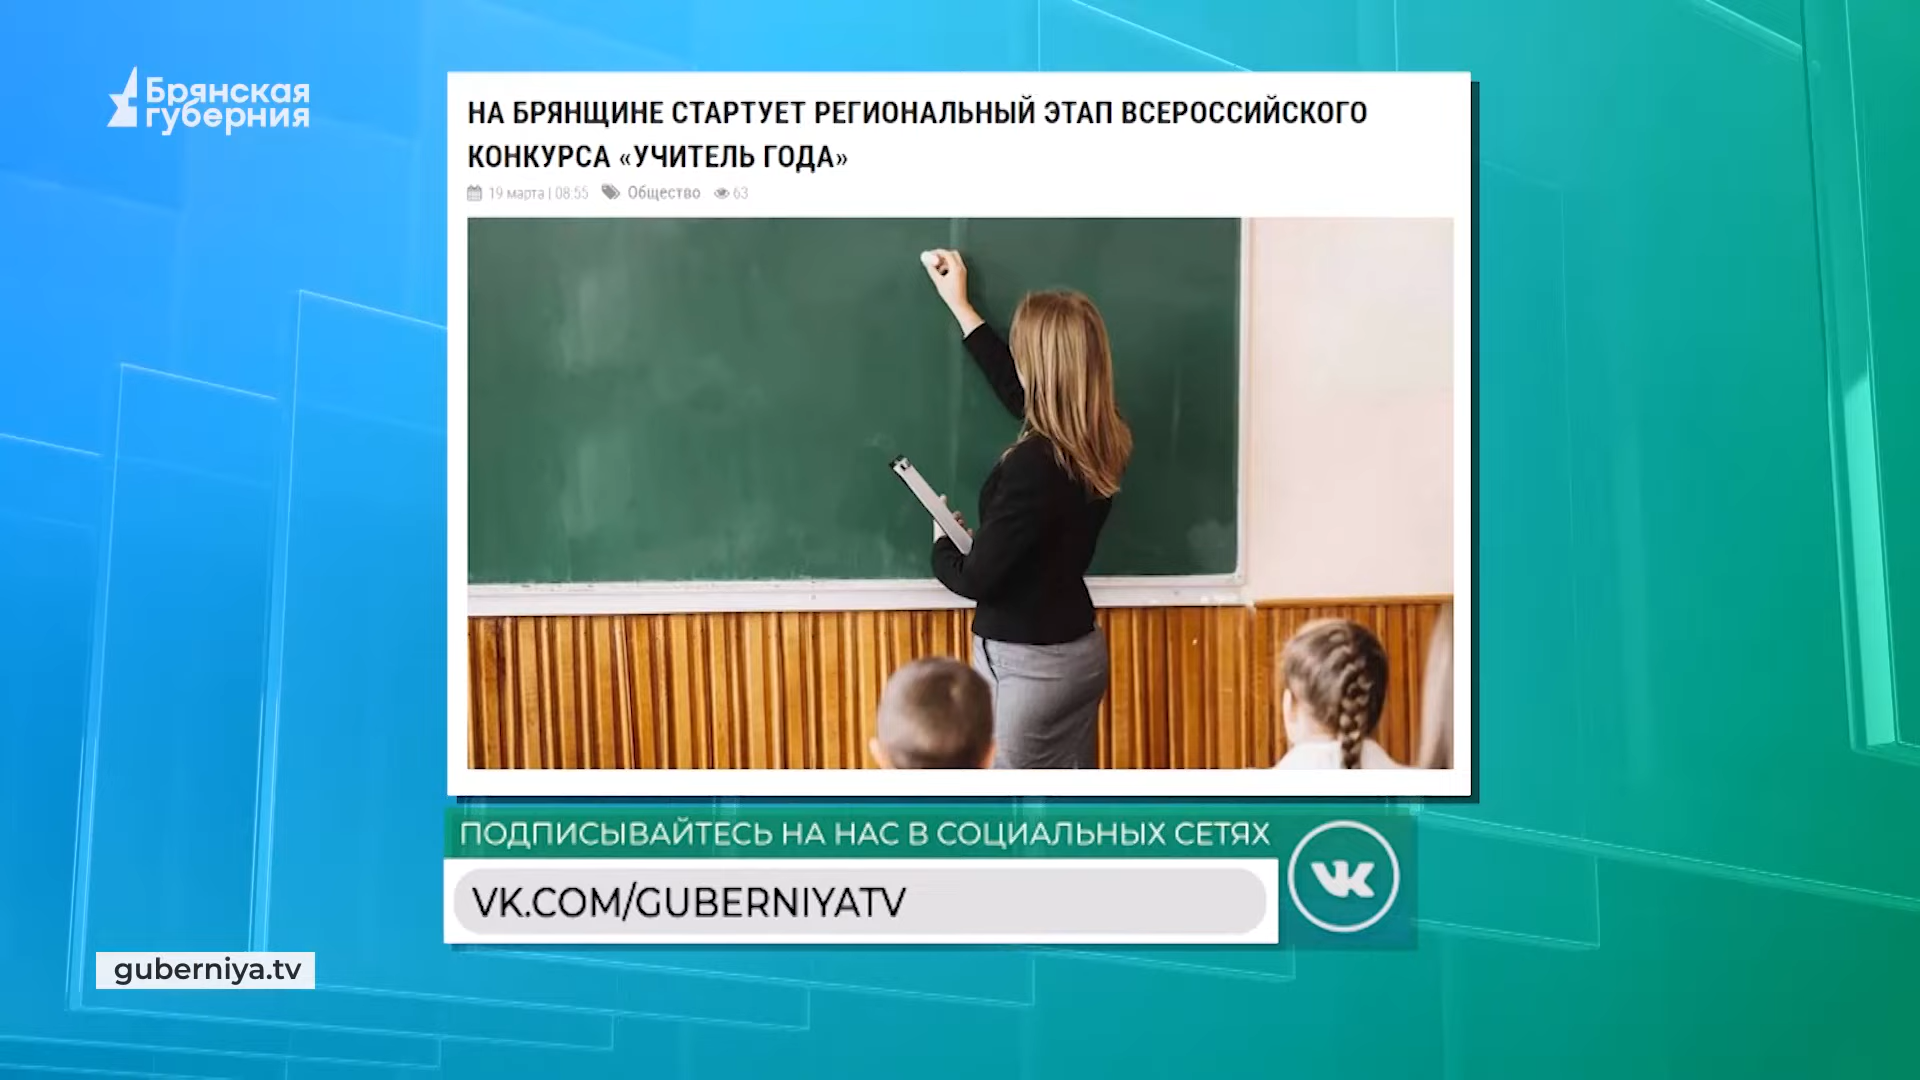 Брянская
губерния
НА БРЯНЩИНЕ СТАРТУЕТ РЕГИОНАЛЬНЫЙ ЭТАП ВСЕРОССИЙСКОГО
КОНКУРСА «УЧИТЕЛЬ ГОДА»
19 марта | 08:55 Общество 63
ПОДПИСЫВАЙТЕСЬ НА НАС В СОЦИАЛЬНЫХ СЕТЯХ
VK.COM/GUBERNIYATV
guberniya.tv